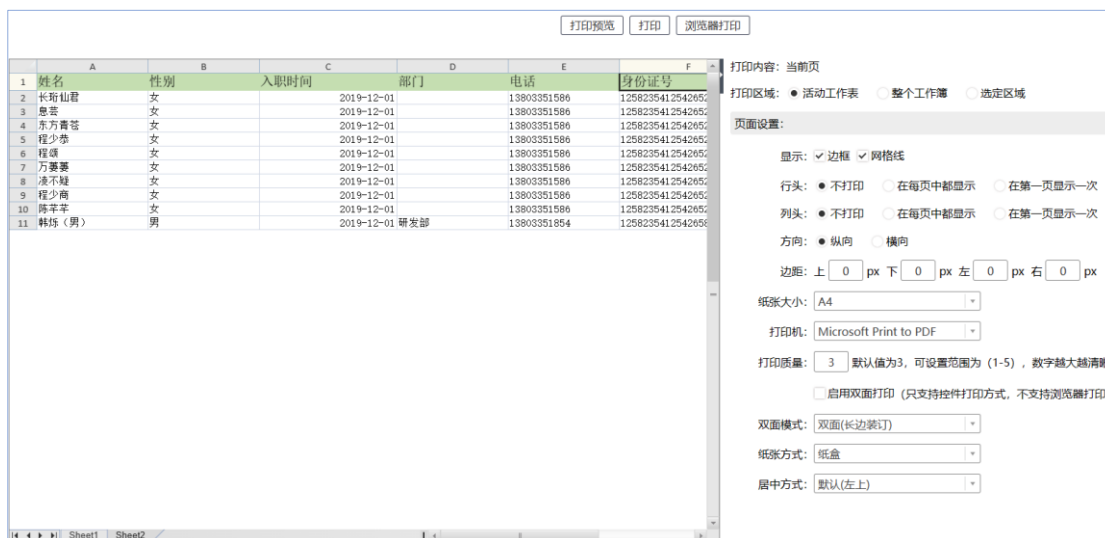 打印预览 打印 浏览器打印
A B C D E F
1 姓名 性别 入职时间 部门 电话 身份证号
2 长珩仙君 女 2019-12-01 13803351586 1258235412542652
3 息芸 女 2019-12-01 13803351586 1258235412542652
4 东方青苍 女 2019-12-01 13803351586 1258235412542652
5 程少恭 女 2019-12-01 13803351586 1258235412542652
6 程颂 女 2019-12-01 13803351586 1258235412542652
7 万萋萋 女 2019-12-01 13803351586 1258235412542652
8 凌不疑 女 2019-12-01 13803351586 1258235412542652
9 程少商 女 2019-12-01 13803351586 1258235412542652
10 陈芊芊 女 2019-12-01 13803351586 1258235412542652
11 韩烁（男） 男 2019-12-01 研发部 13803351854 1258235412542658
Sheet1 Sheet2
打印内容: 当前页
打印区域: 活动工作表 整个工作簿 选定区域
页面设置:
显示: 边框 网格线
行头: 不打印 在每页中都显示 在第一页显示一次
列头: 不打印 在每页中都显示 在第一页显示一次
方向: 纵向 横向
边距: 上 0 px 下 0 px 左 0 px 右 0 px
纸张大小: A4
打印机: Microsoft Print to PDF
打印质量: 3 默认值为3，可设置范围为（1-5），数字越大越清晰
启用双面打印（只支持控件打印方式，不支持浏览器打印
双面模式: 双面(长边装订)
纸张方式: 纸盒
居中方式: 默认(左上)